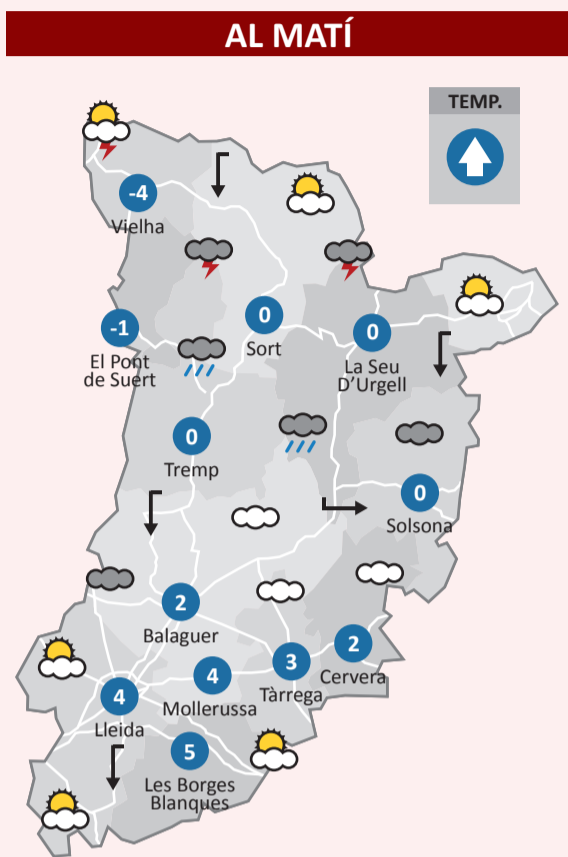 AL MATÍ
TEMP.
-4
Vielha
-1
El Pont
de Suert
0
Sort
0
La Seu
D'Urgell
0
Tremp
0
Solsona
2
Balaguer
2
Cervera
3
Tàrrega
4
Mollerussa
4
Lleida
5
Les Borges
Blanques